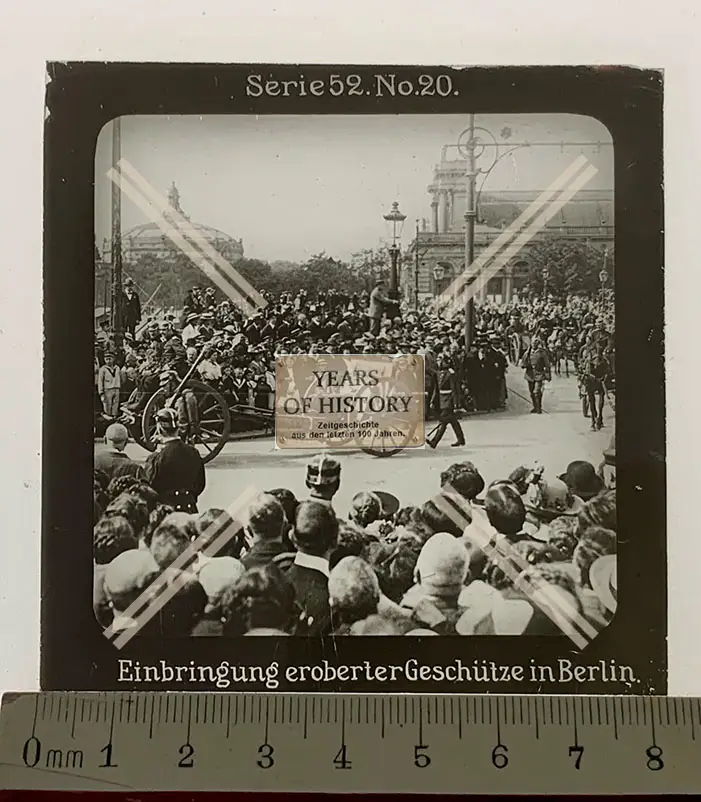 Serie 52. No. 20.
YEARS
OF HISTORY
Zeitgeschichte
aus den letzten 100 Jahren.
Einbringung eroberter Geschütze in Berlin.
0mm 1 2 3 4 5 6 7 8